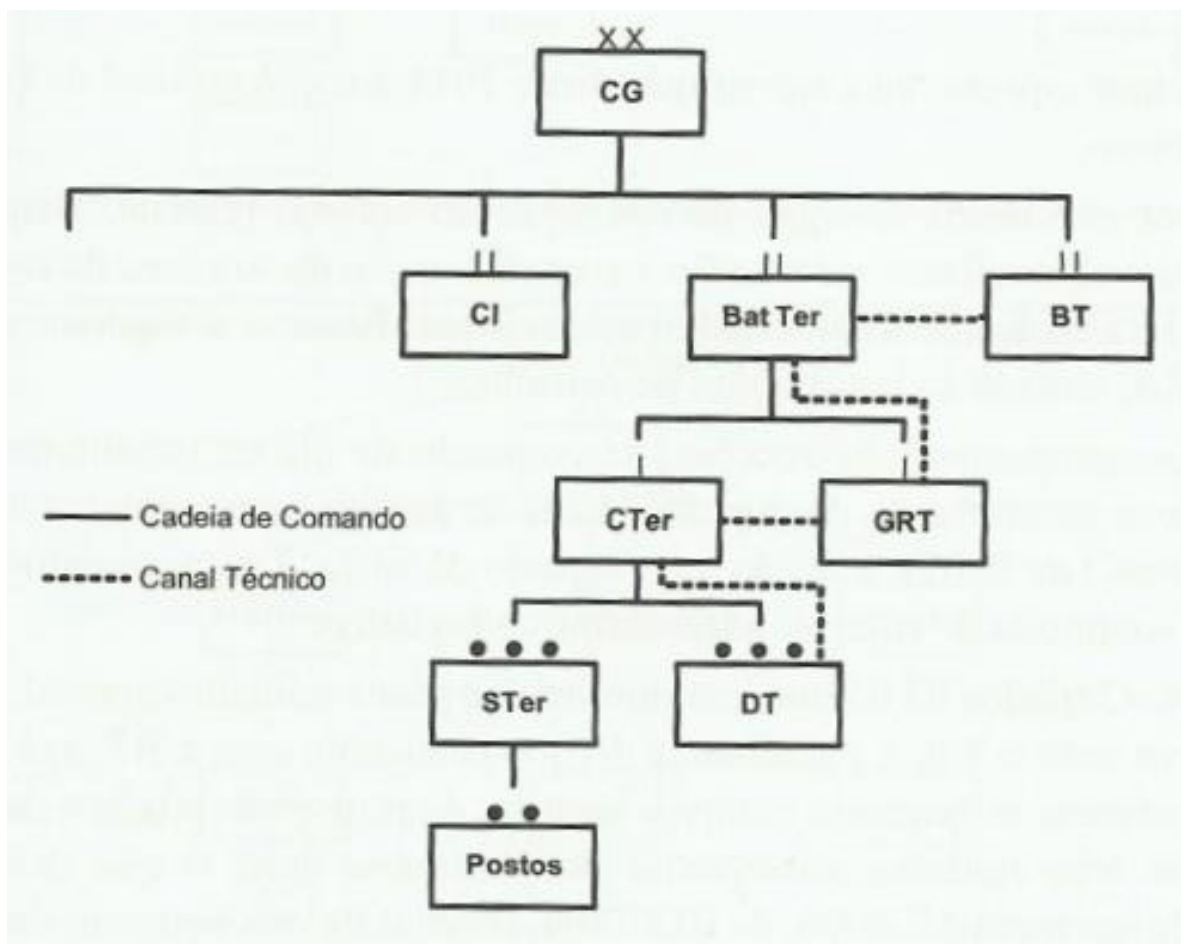 XX
CG
CI
Bat Ter
BT
CTer
GRT
Cadeia de Comando
Canal Técnico
STer
DT
Postos